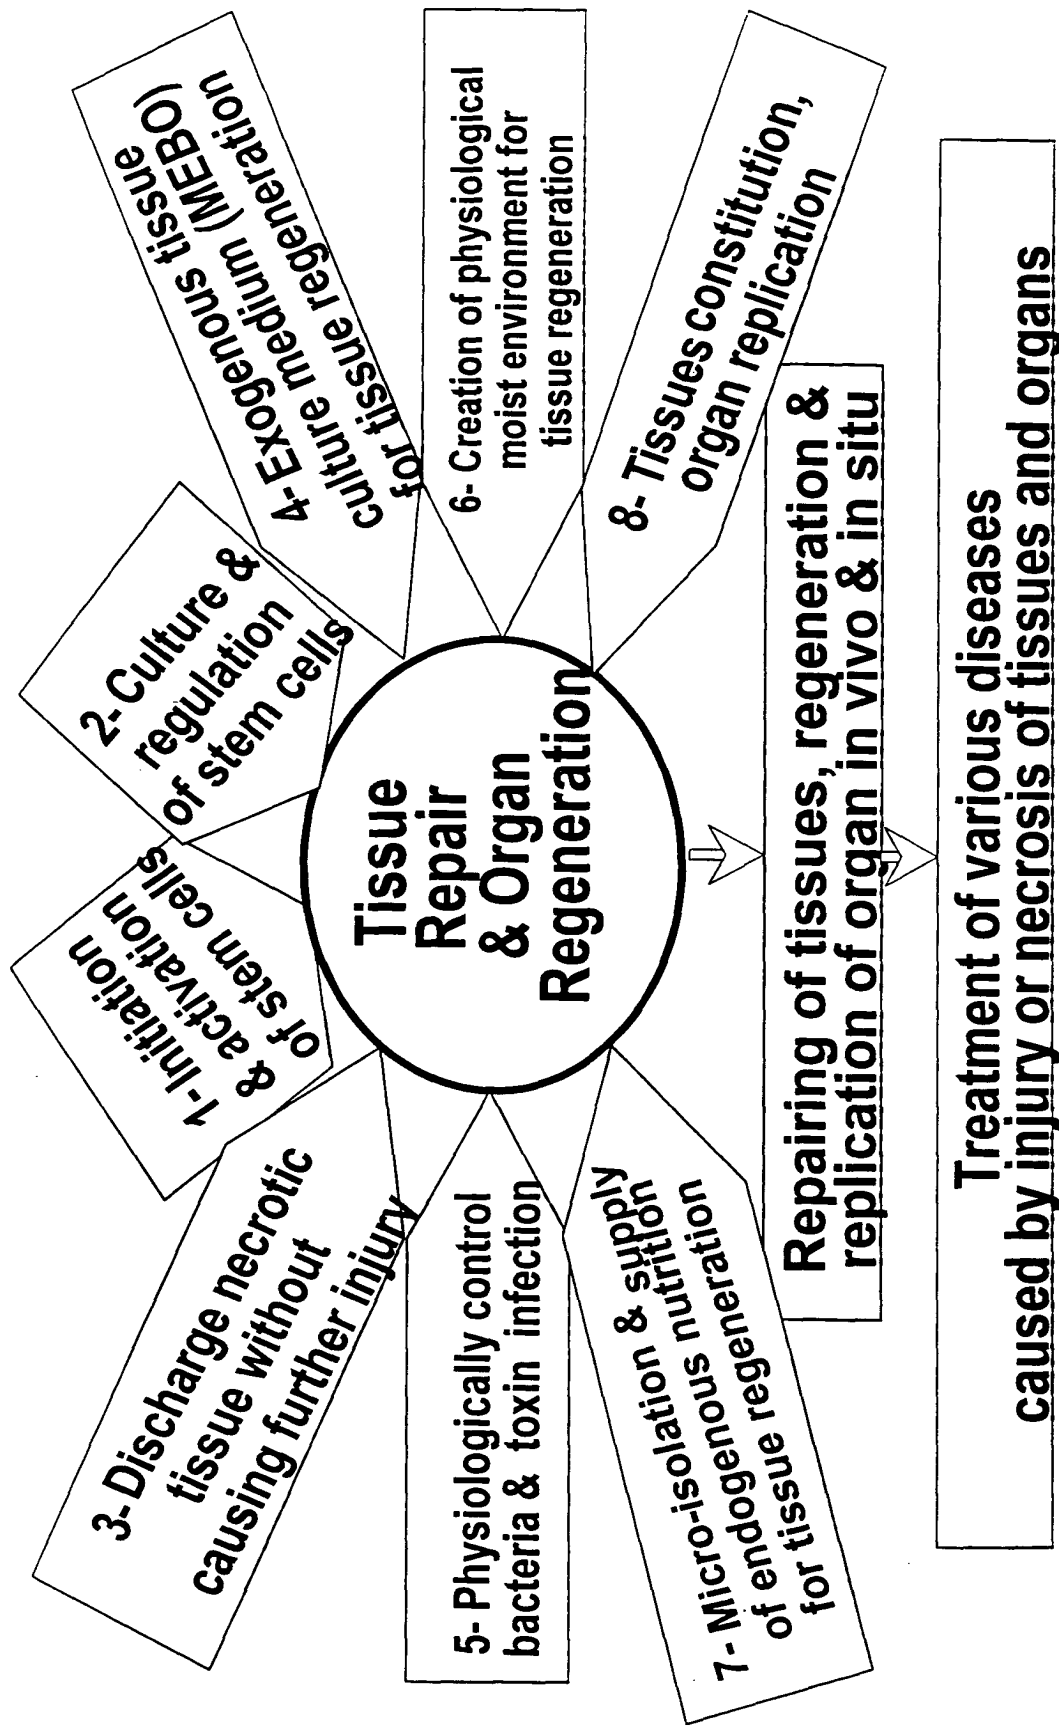 1- Initiation
& activation
of stem cells
2- Culture &
regulation
of stem cells
3- Discharge necrotic
tissue without
causing further injury
4- Exogenous tissue
culture medium (MEBO)
for tissue regeneration
5- Physiologically control
bacteria & toxin infection
6- Creation of physiological
moist environment for
tissue regeneration
7- Micro-isolation & supply
of endogenous nutrition
for tissue regeneration
8- Tissues constitution,
organ replication
Tissue
Repair
& Organ
Regeneration
Repairing of tissues, regeneration &
replication of organ in vivo & in situ
Treatment of various diseases
caused by injury or necrosis of tissues and organs